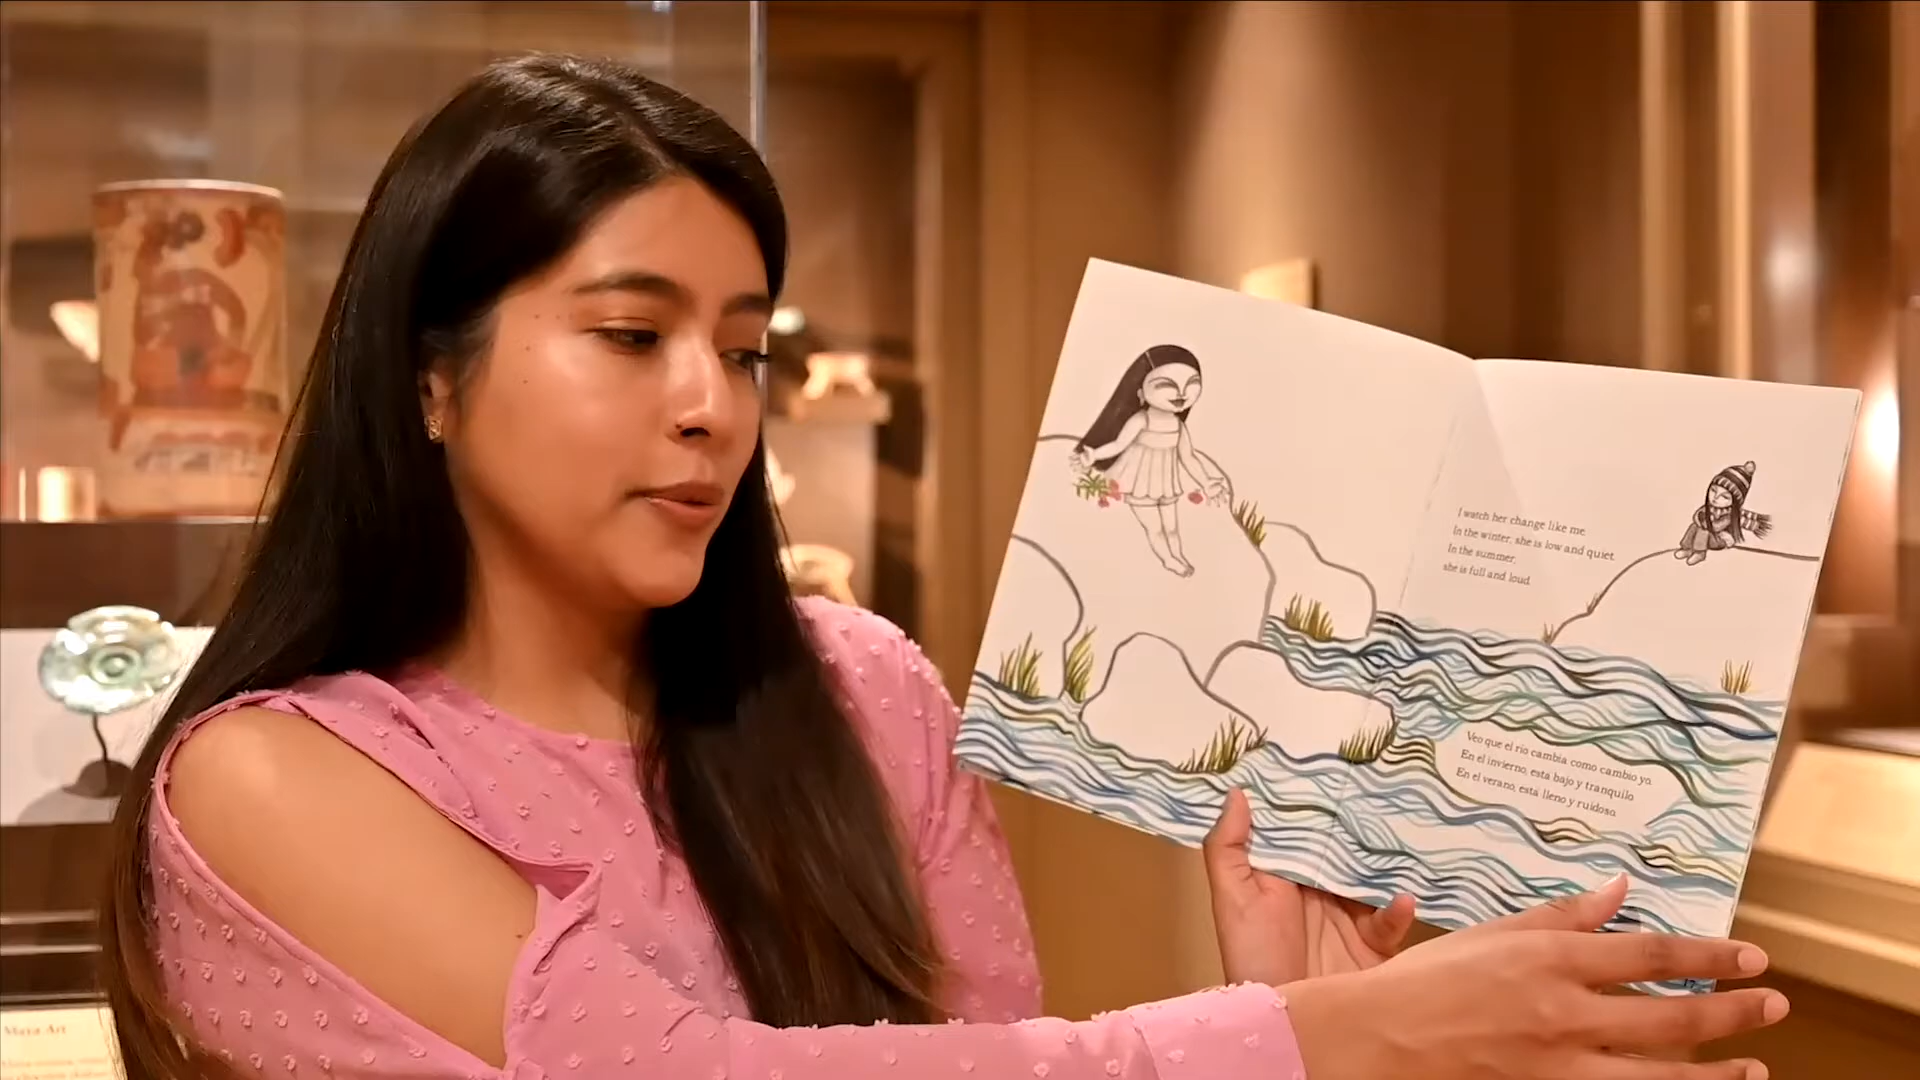 I watch her change like me.
In the winter, she is low and quiet.
In the summer,
she is full and loud.
Veo que el río cambia como cambio yo.
En el invierno, está bajo y tranquilo.
En el verano, está lleno y ruidoso.
17
Maya Art